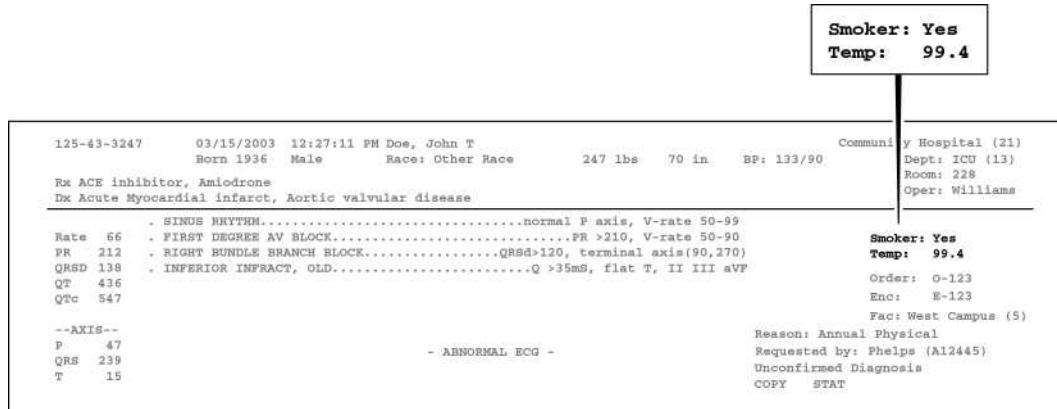 Smoker: Yes
Temp: 99.4
125-43-3247 03/15/2003 12:27:11 PM Doe, John T Community Hospital (21)
Born 1936 Male Race: Other Race 247 lbs 70 in BP: 133/90 Dept: ICU (13)
Room: 228
Rx ACE inhibitor, Amiodrone
Oper: Williams
Dx Acute Myocardial infarct, Aortic valvular disease
. SINUS RHYTHM.................................normal P axis, V-rate 50-99
Rate 66 . FIRST DEGREE AV BLOCK..............................PR >210, V-rate 50-90
Smoker: Yes
PR 212 . RIGHT BUNDLE BRANCH BLOCK.................QRSd>120, terminal axis(90,270)
Temp: 99.4
QRSD 138 . INFERIOR INFRACT, OLD.........................Q >35mS, flat T, II III aVF
QT 436
Order: O-123
QTc 547
Enc: E-123
Fac: West Campus (5)
--AXIS--
Reason: Annual Physical
P 47
- ABNORMAL ECG -
Requested by: Phelps (A12445)
QRS 239
Unconfirmed Diagnosis
T 15
COPY STAT